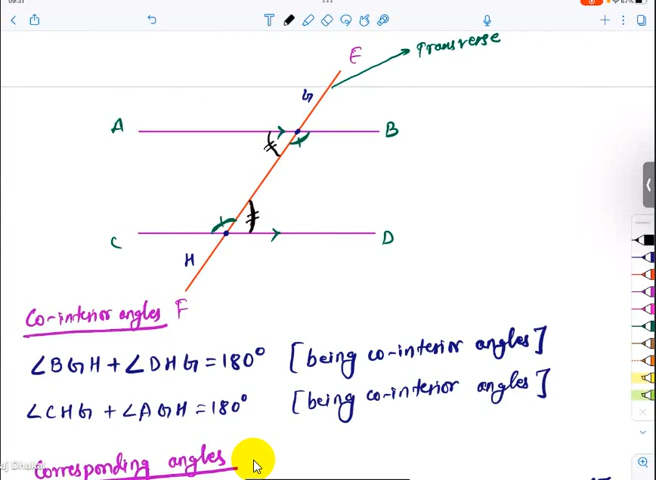 E
Transverse
G
A
B
C
D
H
F
Co-interior angles
∠BGH + ∠DHG = 180° [being co-interior angles]
∠CHG + ∠AGH = 180° [being co-interior angles]
Corresponding angles